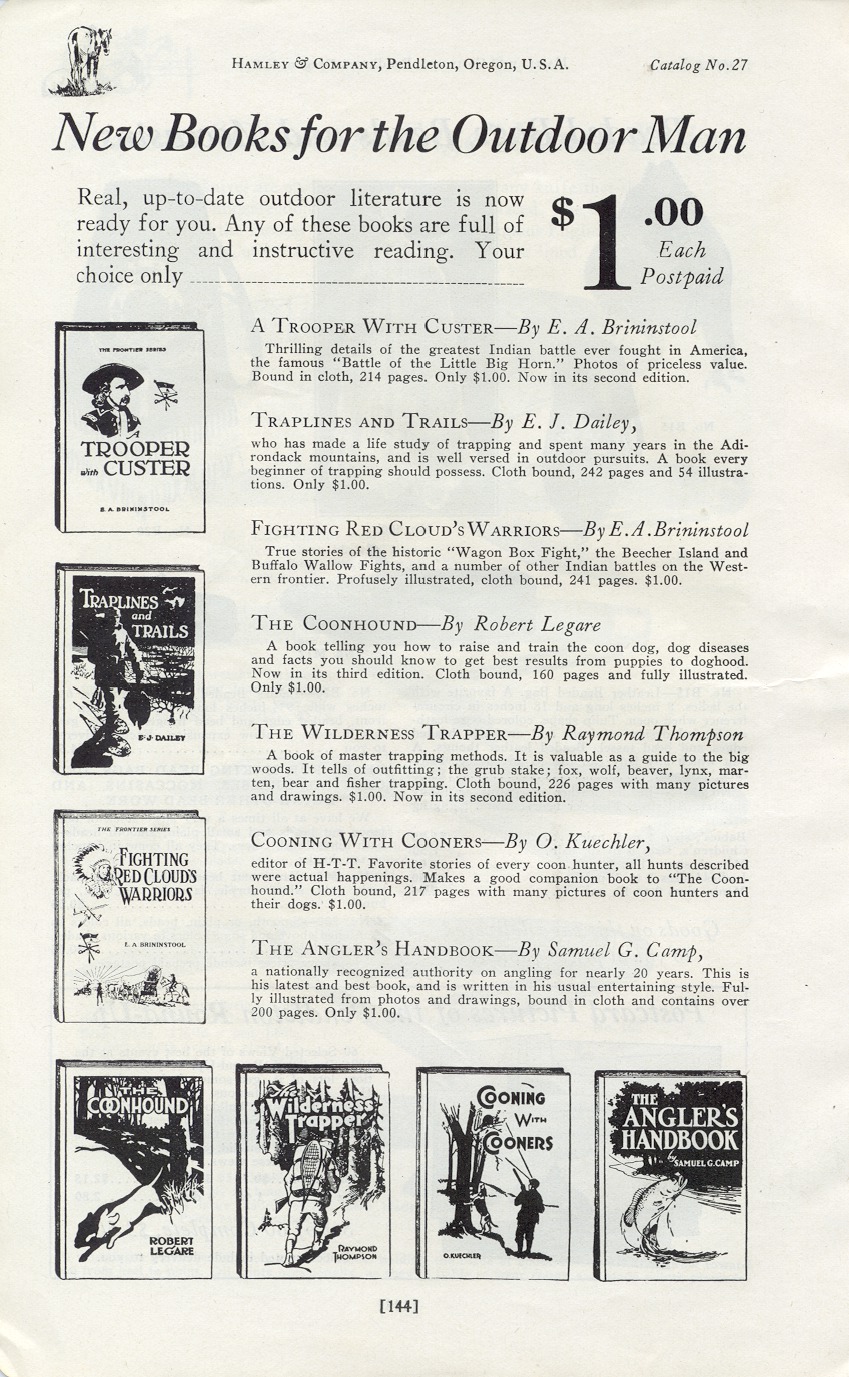 HAMLEY & COMPANY, Pendleton, Oregon, U.S.A. Catalog No. 27
New Books for the Outdoor Man
Real, up-to-date outdoor literature is now
ready for you. Any of these books are full of
interesting and instructive reading. Your
choice only
$1.00
Each
Postpaid
A TROOPER WITH CUSTER—By E. A. Brininstool
Thrilling details of the greatest Indian battle ever fought in America,
the famous "Battle of the Little Big Horn." Photos of priceless value.
Bound in cloth, 214 pages. Only $1.00. Now in its second edition.
TRAPLINES AND TRAILS—By E. J. Dailey,
who has made a life study of trapping and spent many years in the Adi-
rondack mountains, and is well versed in outdoor pursuits. A book every
beginner of trapping should possess. Cloth bound, 242 pages and 54 illustra-
tions. Only $1.00.
FIGHTING RED CLOUD'S WARRIORS—By E.A.Brininstool
True stories of the historic "Wagon Box Fight," the Beecher Island and
Buffalo Wallow Fights, and a number of other Indian battles on the West-
ern frontier. Profusely illustrated, cloth bound, 241 pages. $1.00.
THE COONHOUND—By Robert Legare
A book telling you how to raise and train the coon dog, dog diseases
and facts you should know to get best results from puppies to doghood.
Now in its third edition. Cloth bound, 160 pages and fully illustrated.
Only $1.00.
THE WILDERNESS TRAPPER—By Raymond Thompson
A book of master trapping methods. It is valuable as a guide to the big
woods. It tells of outfitting; the grub stake; fox, wolf, beaver, lynx, mar-
ten, bear and fisher trapping. Cloth bound, 226 pages with many pictures
and drawings. $1.00. Now in its second edition.
COONING WITH COONERS—By O. Kuechler,
editor of H-T-T. Favorite stories of every coon hunter, all hunts described
were actual happenings. Makes a good companion book to "The Coon-
hound." Cloth bound, 217 pages with many pictures of coon hunters and
their dogs. $1.00.
THE ANGLER'S HANDBOOK—By Samuel G. Camp,
a nationally recognized authority on angling for nearly 20 years. This is
his latest and best book, and is written in his usual entertaining style. Ful-
ly illustrated from photos and drawings, bound in cloth and contains over
200 pages. Only $1.00.
THE FRONTIER SERIES
A
TROOPER
with CUSTER
E. A. BRININSTOOL
TRAPLINES
and
TRAILS
E·J·DAILEY
THE FRONTIER SERIES
FIGHTING
RED CLOUD'S
WARRIORS
E. A. BRININSTOOL
THE
COONHOUND
ROBERT
LEGARE
The
Wilderness
Trapper
RAYMOND
THOMPSON
COONING
WITH
COONERS
O. KUECHLER
THE
ANGLER'S
HANDBOOK
by
SAMUEL G. CAMP
[144]